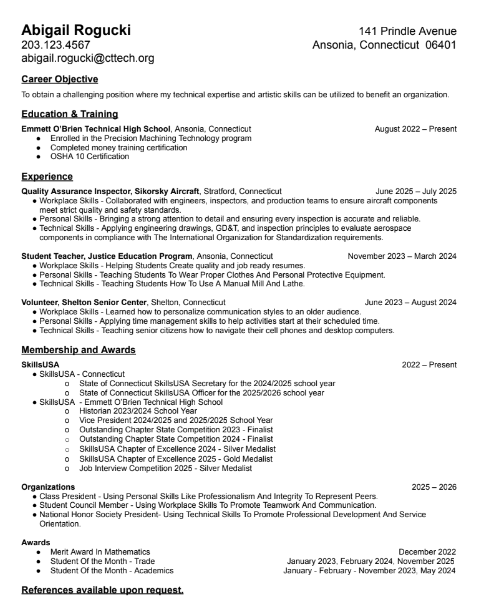 Abigail Rogucki 141 Prindle Avenue
203.123.4567 Ansonia, Connecticut 06401
abigail.rogucki@cttech.org
Career Objective
To obtain a challenging position where my technical expertise and artistic skills can be utilized to benefit an organization.
Education & Training
Emmett O'Brien Technical High School, Ansonia, Connecticut August 2022 – Present
● Enrolled in the Precision Machining Technology program
● Completed money training certification
● OSHA 10 Certification
Experience
Quality Assurance Inspector, Sikorsky Aircraft, Stratford, Connecticut June 2025 – July 2025
● Workplace Skills - Collaborated with engineers, inspectors, and production teams to ensure aircraft components
meet strict quality and safety standards.
● Personal Skills - Bringing a strong attention to detail and ensuring every inspection is accurate and reliable.
● Technical Skills - Applying engineering drawings, GD&T, and inspection principles to evaluate aerospace
components in compliance with The International Organization for Standardization requirements.
Student Teacher, Justice Education Program, Ansonia, Connecticut November 2023 – March 2024
● Workplace Skills - Helping Students Create quality and job ready resumes.
● Personal Skills - Teaching Students To Wear Proper Clothes And Personal Protective Equipment.
● Technical Skills - Teaching Students How To Use A Manual Mill And Lathe.
Volunteer, Shelton Senior Center, Shelton, Connecticut June 2023 – August 2024
● Workplace Skills - Learned how to personalize communication styles to an older audience.
● Personal Skills - Applying time management skills to help activities start at their scheduled time.
● Technical Skills - Teaching senior citizens how to navigate their cell phones and desktop computers.
Membership and Awards
SkillsUSA 2022 – Present
● SkillsUSA - Connecticut
o State of Connecticut SkillsUSA Secretary for the 2024/2025 school year
o State of Connecticut SkillsUSA Officer for the 2025/2026 school year
● SkillsUSA - Emmett O'Brien Technical High School
o Historian 2023/2024 School Year
o Vice President 2024/2025 and 2025/2025 School Year
o Outstanding Chapter State Competition 2023 - Finalist
o Outstanding Chapter State Competition 2024 - Finalist
o SkillsUSA Chapter of Excellence 2024 - Silver Medalist
o SkillsUSA Chapter of Excellence 2025 - Gold Medalist
o Job Interview Competition 2025 - Silver Medalist
Organizations 2025 – 2026
● Class President - Using Personal Skills Like Professionalism And Integrity To Represent Peers.
● Student Council Member - Using Workplace Skills To Promote Teamwork And Communication.
● National Honor Society President- Using Technical Skills To Promote Professional Development And Service
Orientation.
Awards
● Merit Award In Mathematics December 2022
● Student Of the Month - Trade January 2023, February 2024, November 2025
● Student Of the Month - Academics January - February - November 2023, May 2024
References available upon request.